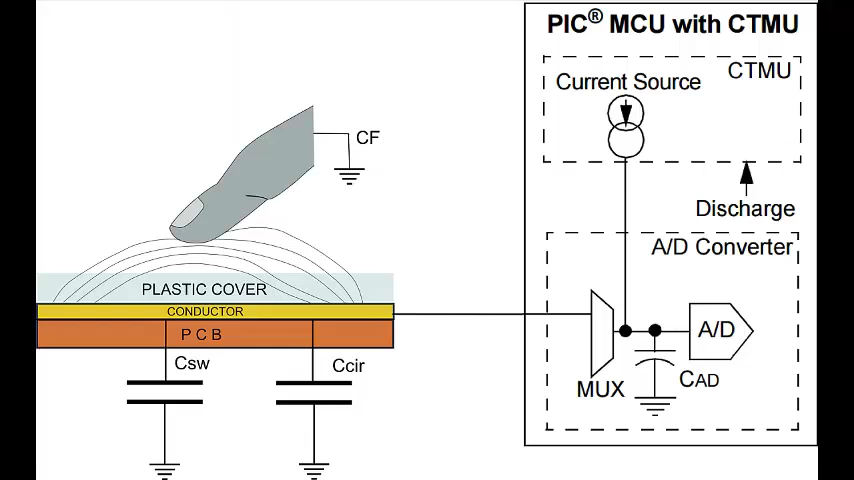 PIC® MCU with CTMU
CTMU
Current Source
CF
Discharge
A/D Converter
PLASTIC COVER
CONDUCTOR
P C B
A/D
Csw
Ccir
MUX
CAD